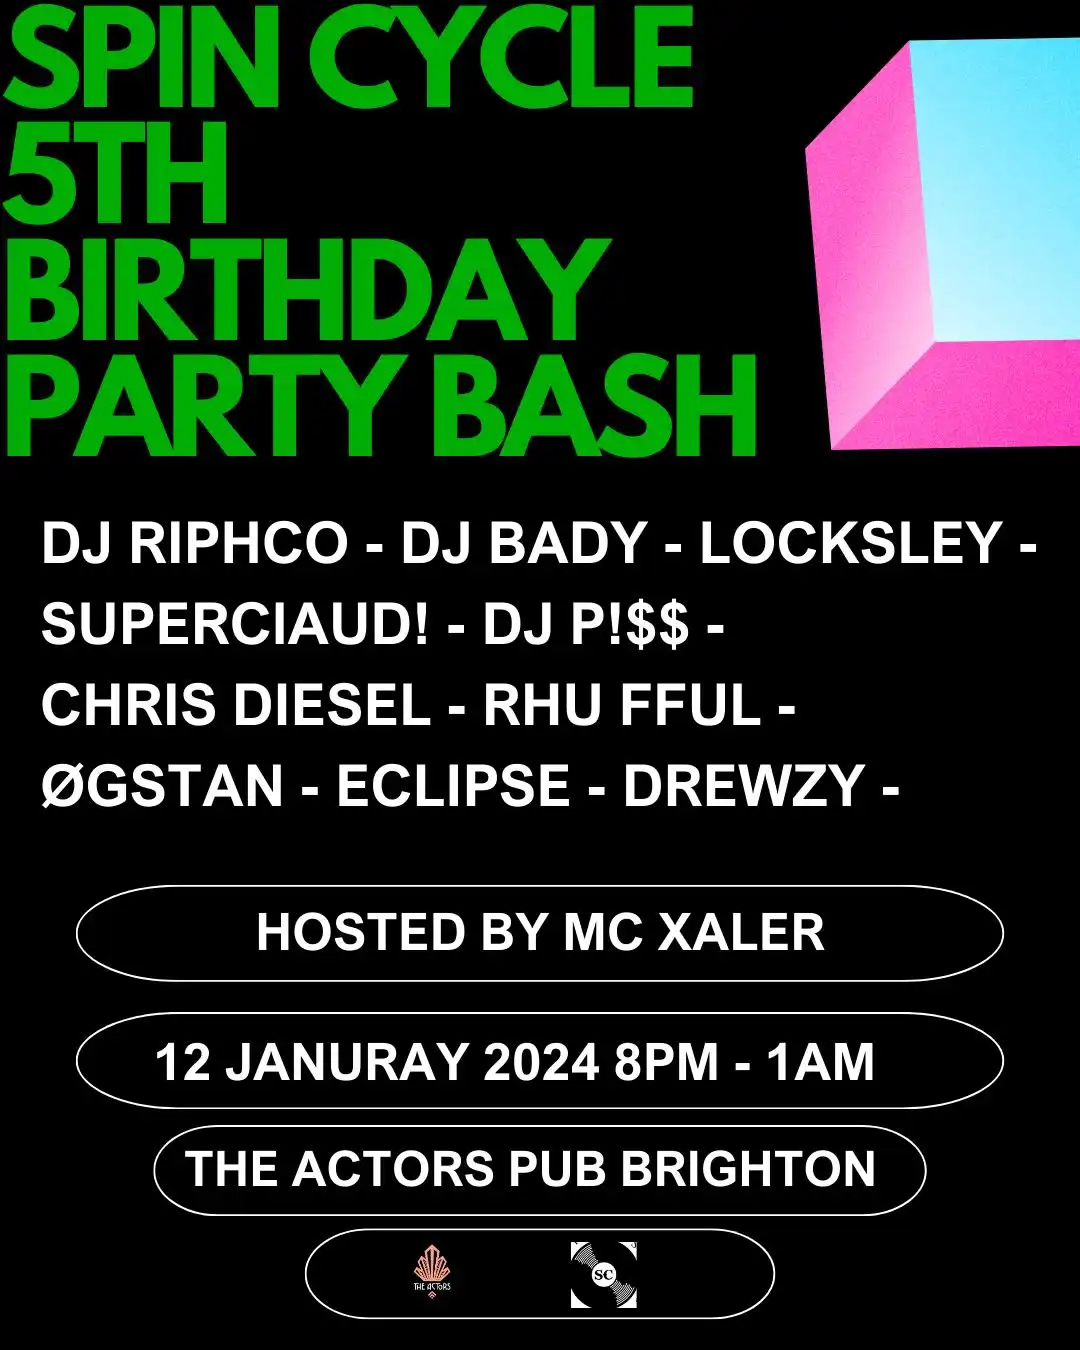 SPIN CYCLE
5TH
BIRTHDAY
PARTY BASH
DJ RIPHCO - DJ BADY - LOCKSLEY -
SUPERCIAUD! - DJ P!$$ -
CHRIS DIESEL - RHU FFUL -
ØGSTAN - ECLIPSE - DREWZY -
HOSTED BY MC XALER
12 JANURAY 2024 8PM - 1AM
THE ACTORS PUB BRIGHTON
THE ACTORS
SC